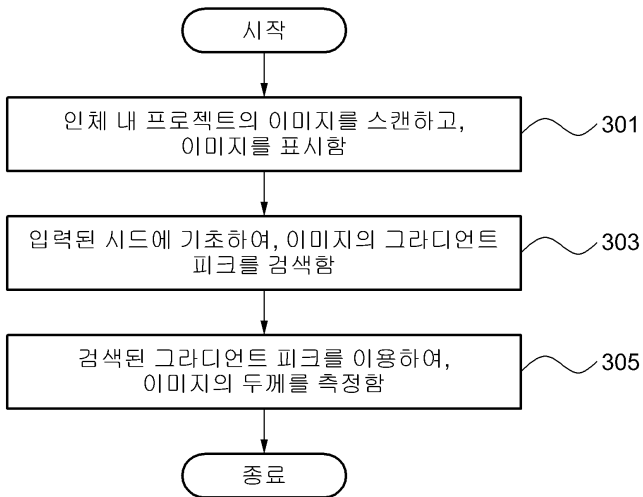 시작
인체 내 프로젝트의 이미지를 스캔하고,
이미지를 표시함
301
입력된 시드에 기초하여, 이미지의 그라디언트
피크를 검색함
303
검색된 그라디언트 피크를 이용하여,
이미지의 두께를 측정함
305
종료